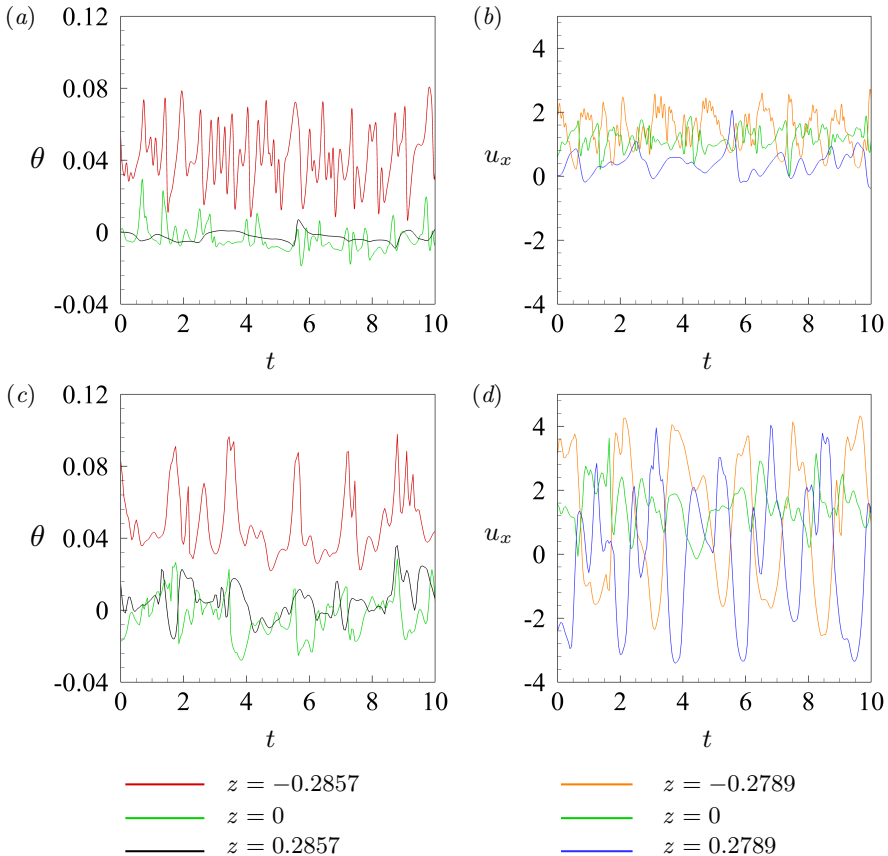 (a)
0.12
0.08
0.04
0
-0.04
θ
0 2 4 6 8 10
t
(b)
4
2
0
-2
-4
u_x
0 2 4 6 8 10
t
(c)
0.12
0.08
0.04
0
-0.04
θ
0 2 4 6 8 10
t
(d)
4
2
0
-2
-4
u_x
0 2 4 6 8 10
t
z = −0.2857
z = 0
z = 0.2857
z = −0.2789
z = 0
z = 0.2789